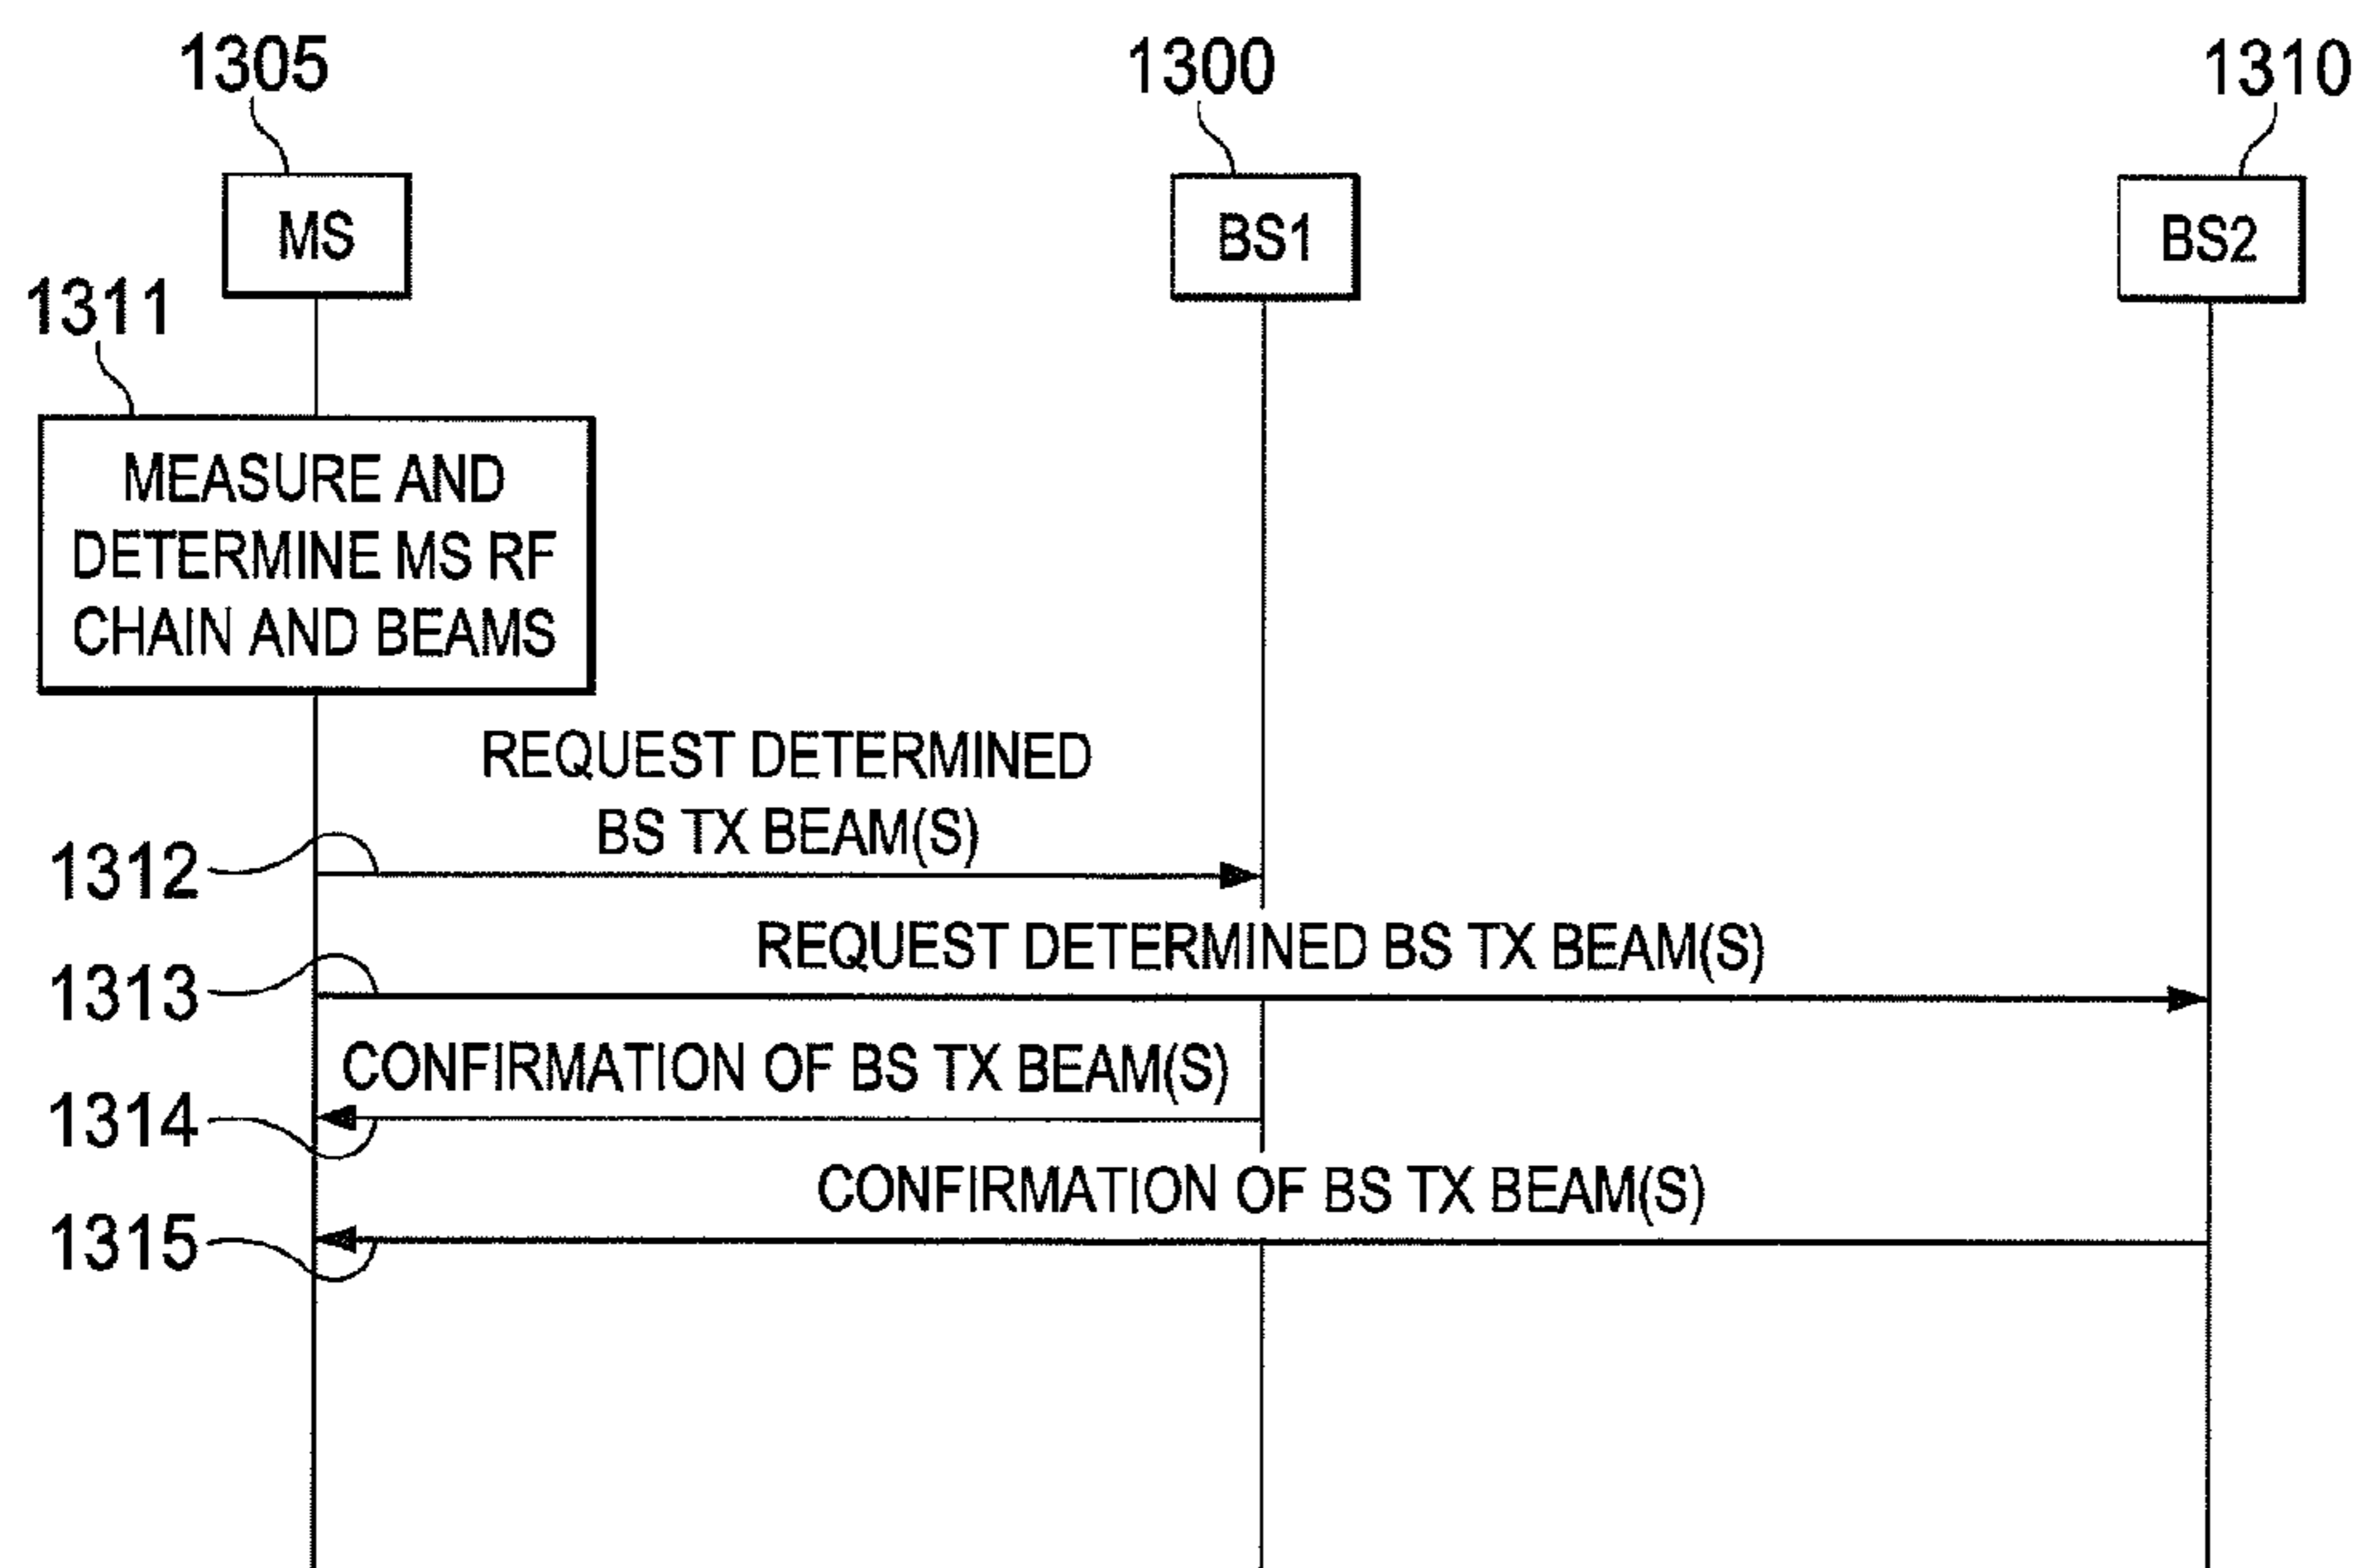 1305
1300
1310
MS
BS1
BS2
1311
MEASURE AND
DETERMINE MS RF
CHAIN AND BEAMS
REQUEST DETERMINED
BS TX BEAM(S)
1312
REQUEST DETERMINED BS TX BEAM(S)
1313
CONFIRMATION OF BS TX BEAM(S)
1314
CONFIRMATION OF BS TX BEAM(S)
1315